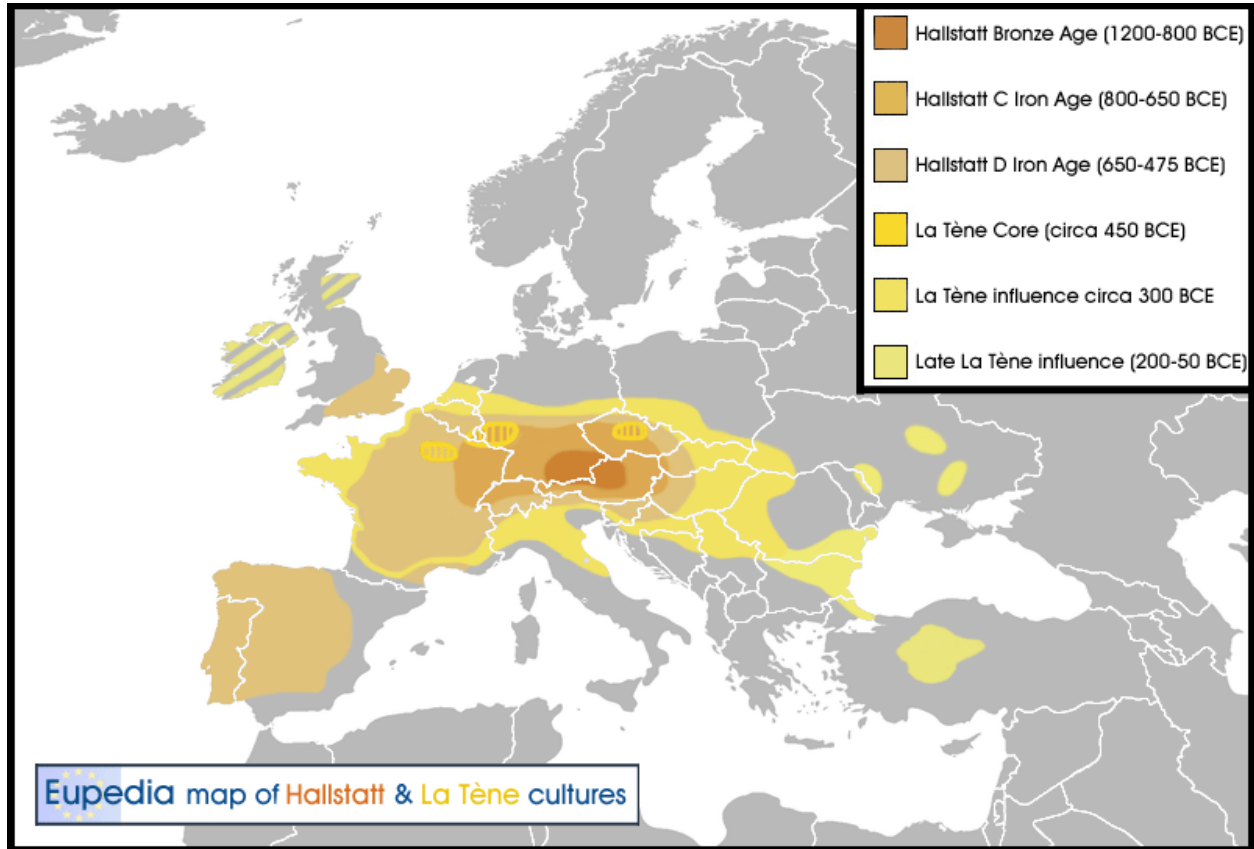 Hallstatt Bronze Age (1200-800 BCE)
Hallstatt C Iron Age (800-650 BCE)
Hallstatt D Iron Age (650-475 BCE)
La Tène Core (circa 450 BCE)
La Tène influence circa 300 BCE
Late La Tène influence (200-50 BCE)
Eupedia map of Hallstatt & La Tène cultures